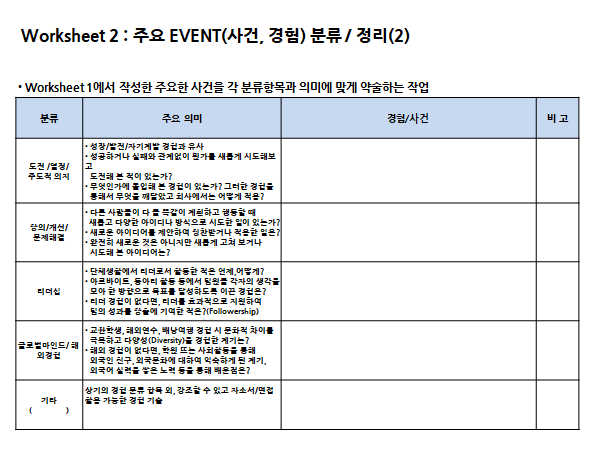 Worksheet 2 : 주요 EVENT(사건, 경험) 분류 / 정리(2)
• Worksheet 1에서 작성한 주요한 사건을 각 분류항목과 의미에 맞게 약술하는 작업
분류 주요 의미 경험/사건 비 고
도전 /열정/
주도적 의지
• 성장/발전/자기계발 경험과 유사
• 성공하거나 실패와 관계없이 뭔가를 새롭게 시도해보
고
도전해 본 적이 있는가?
• 무엇인가에 몰입해 본 경험이 있는가? 그러한 경험을
통해서 무엇을 깨달았고 회사에서는 어떻게 적용?
창의/개선/
문제해결
• 다른 사람들이 다 들 똑같이 계획하고 행동할 때
새롭고 다양한 아이디나 방식으로 시도한 일이 있는가?
• 새로운 아이디어를 제안하여 칭찬받거나 적용한 일은?
• 완전히 새로운 것은 아니지만 새롭게 고쳐 보거나
시도해 본 아이디어는?
리더십
• 단체생활에서 리더로서 활동한 적은 언제,어떻게?
• 아르바이트, 동아리 활동 등에서 팀원들 각자의 생각을
모아 한 방향으로 목표를 달성하도록 이끈 경험은?
• 리더 경험이 없다면, 리더를 효과적으로 지원하여
팀의 성과를 창출에 기여한 적은?(Followership)
글로벌마인드/ 해
외경험
• 교환학생, 해외연수, 배낭여행 경험 시 문화적 차이를
극복하고 다양성(Diversity)을 경험한 계기는?
• 해외 경험이 없다면, 학원 또는 사회활동을 통해
외국인 친구, 외국문화에 대하여 익숙하게 된 계기,
외국어 실력을 쌓은 노력 등을 통해 배운점은?
기타
( )
상기의 경험 분류 항목 외, 강조할 수 있고 자소서/면접
활용 가능한 경험 기술